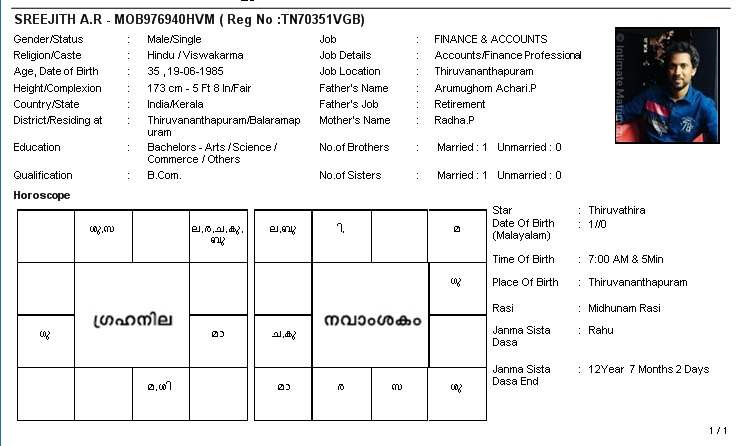 SREEJITH A.R - MOB976940HVM ( Reg No :TN70351VGB)
Gender/Status : Male/Single
Religion/Caste : Hindu / Viswakarma
Age, Date of Birth : 35 ,19-06-1985
Height/Complexion : 173 cm - 5 Ft 8 In/Fair
Country/State : India/Kerala
District/Residing at : Thiruvananthapuram/Balaramap
uram
Education : Bachelors - Arts /Science /
Commerce / Others
Qualification : B.Com.
Job : FINANCE & ACCOUNTS
Job Details : Accounts/Finance Professional
Job Location : Thiruvananthapuram
Father's Name : Arumughom Achari.P
Father's Job : Retirement
Mother's Name : Radha.P
No.of Brothers : Married : 1 Unmarried : 0
No.of Sisters : Married : 1 Unmarried : 0
© Intimate Matrim
Horoscope
ശു,സ
ല,ര,ച,കു,
ബു
ഗ്രഹനില
ഗു
മാ
മ,ശി
ല,ബു
മ
ഗു
നവാംശകം
ച,കു
മാ
ര
സ
ശു
Star : Thiruvathira
Date Of Birth : 1//0
(Malayalam)
Time Of Birth : 7:00 AM & 5Min
Place Of Birth : Thiruvananthapuram
Rasi : Midhunam Rasi
Janma Sista : Rahu
Dasa
Janma Sista : 12Year 7 Months 2 Days
Dasa End
1 / 1